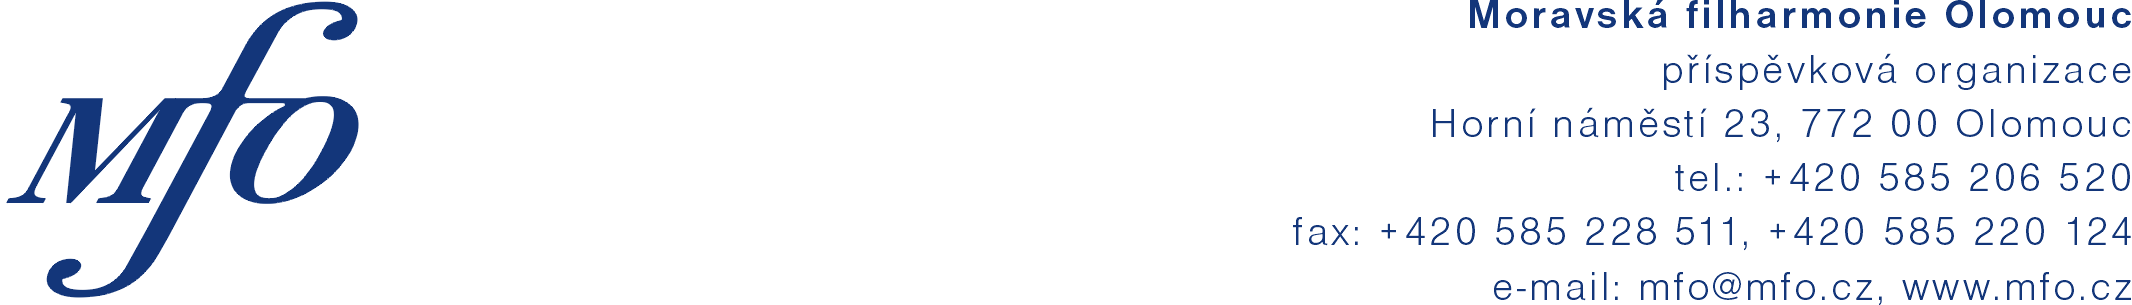 mfo
Moravská filharmonie Olomouc
příspěvková organizace
Horní náměstí 23, 772 00 Olomouc
tel.: +420 585 206 520
fax: +420 585 228 511, +420 585 220 124
e-mail: mfo@mfo.cz, www.mfo.cz